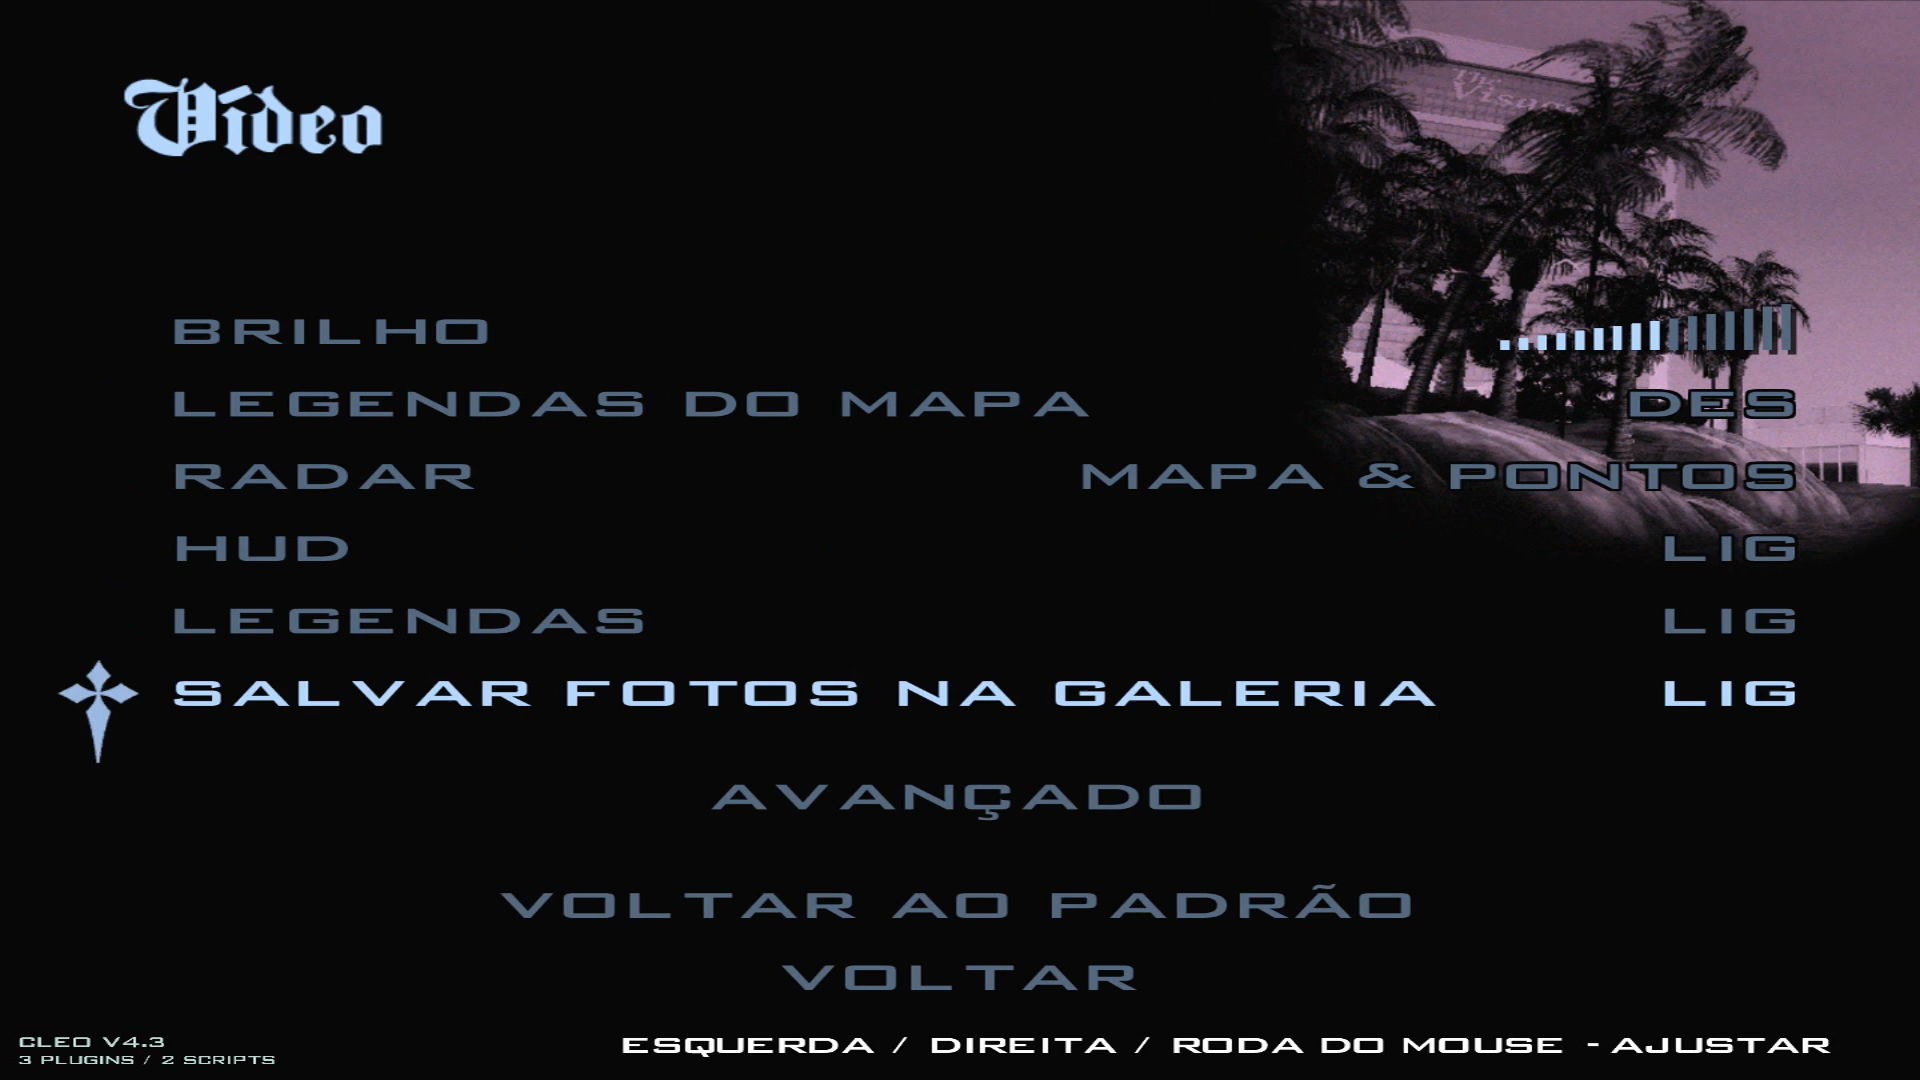 Vídeo
BRILHO
LEGENDAS DO MAPA DES
RADAR MAPA & PONTOS
HUD LIG
LEGENDAS LIG
SALVAR FOTOS NA GALERIA LIG
AVANÇADO
VOLTAR AO PADRÃO
VOLTAR
CLEO V4.3
3 PLUGINS / 2 SCRIPTS
ESQUERDA / DIREITA / RODA DO MOUSE - AJUSTAR